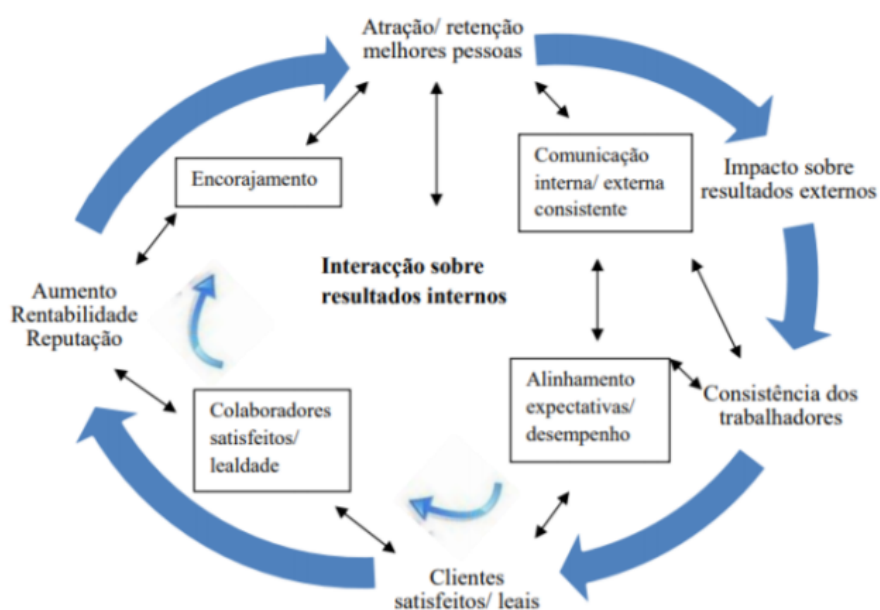 Atração/ retenção
melhores pessoas
Encorajamento
Comunicação
interna/ externa
consistente
Impacto sobre
resultados externos
Interacção sobre
resultados internos
Aumento
Rentabilidade
Reputação
Colaboradores
satisfeitos/
lealdade
Alinhamento
expectativas/
desempenho
Consistência dos
trabalhadores
Clientes
satisfeitos/ leais